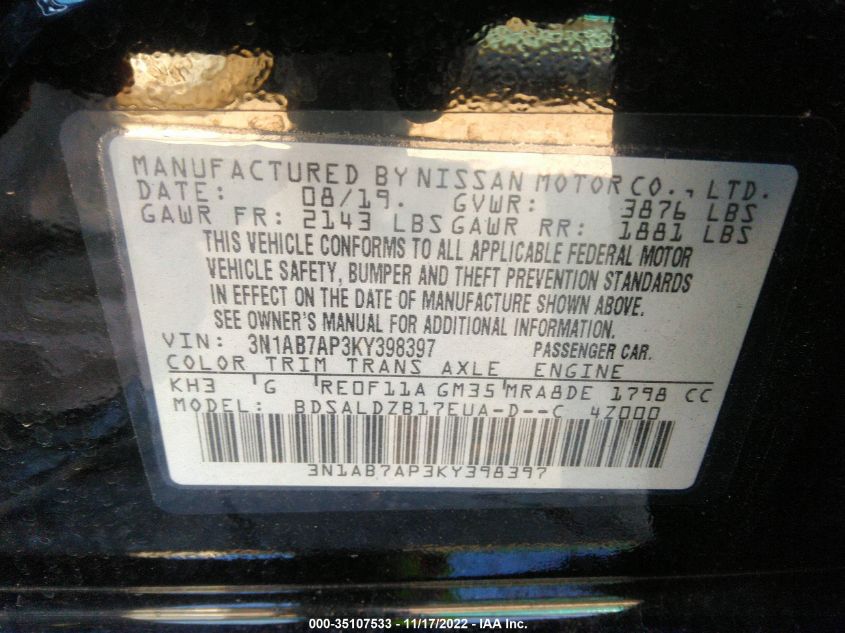 MANUFACTURED BY NISSAN MOTOR CO., LTD.
DATE: 08/19. GVWR: 3876 LBS
GAWR FR: 2143 LBS GAWR RR: 1881 LBS
THIS VEHICLE CONFORMS TO ALL APPLICABLE FEDERAL MOTOR
VEHICLE SAFETY, BUMPER AND THEFT PREVENTION STANDARDS
IN EFFECT ON THE DATE OF MANUFACTURE SHOWN ABOVE.
SEE OWNER'S MANUAL FOR ADDITIONAL INFORMATION.
VIN: 3N1AB7AP3KY398397 PASSENGER CAR.
COLOR TRIM TRANS AXLE ENGINE
KH3 G RE0F11A GM35 MRA8DE 1798 CC
MODEL: BDSALDZB17EUA-D--C 4Z000
3N1AB7AP3KY398397
000-35107533 - 11/17/2022 - IAA Inc.